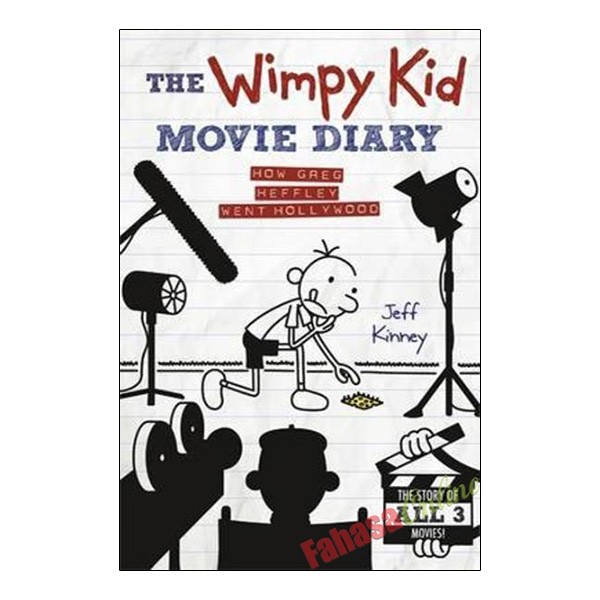 THE Wimpy Kid
MOVIE DIARY
HOW GREG
HEFFLEY
WENT HOLLYWOOD
Jeff
Kinney
THE STORY OF
ALL 3
MOVIES!
Fahasa